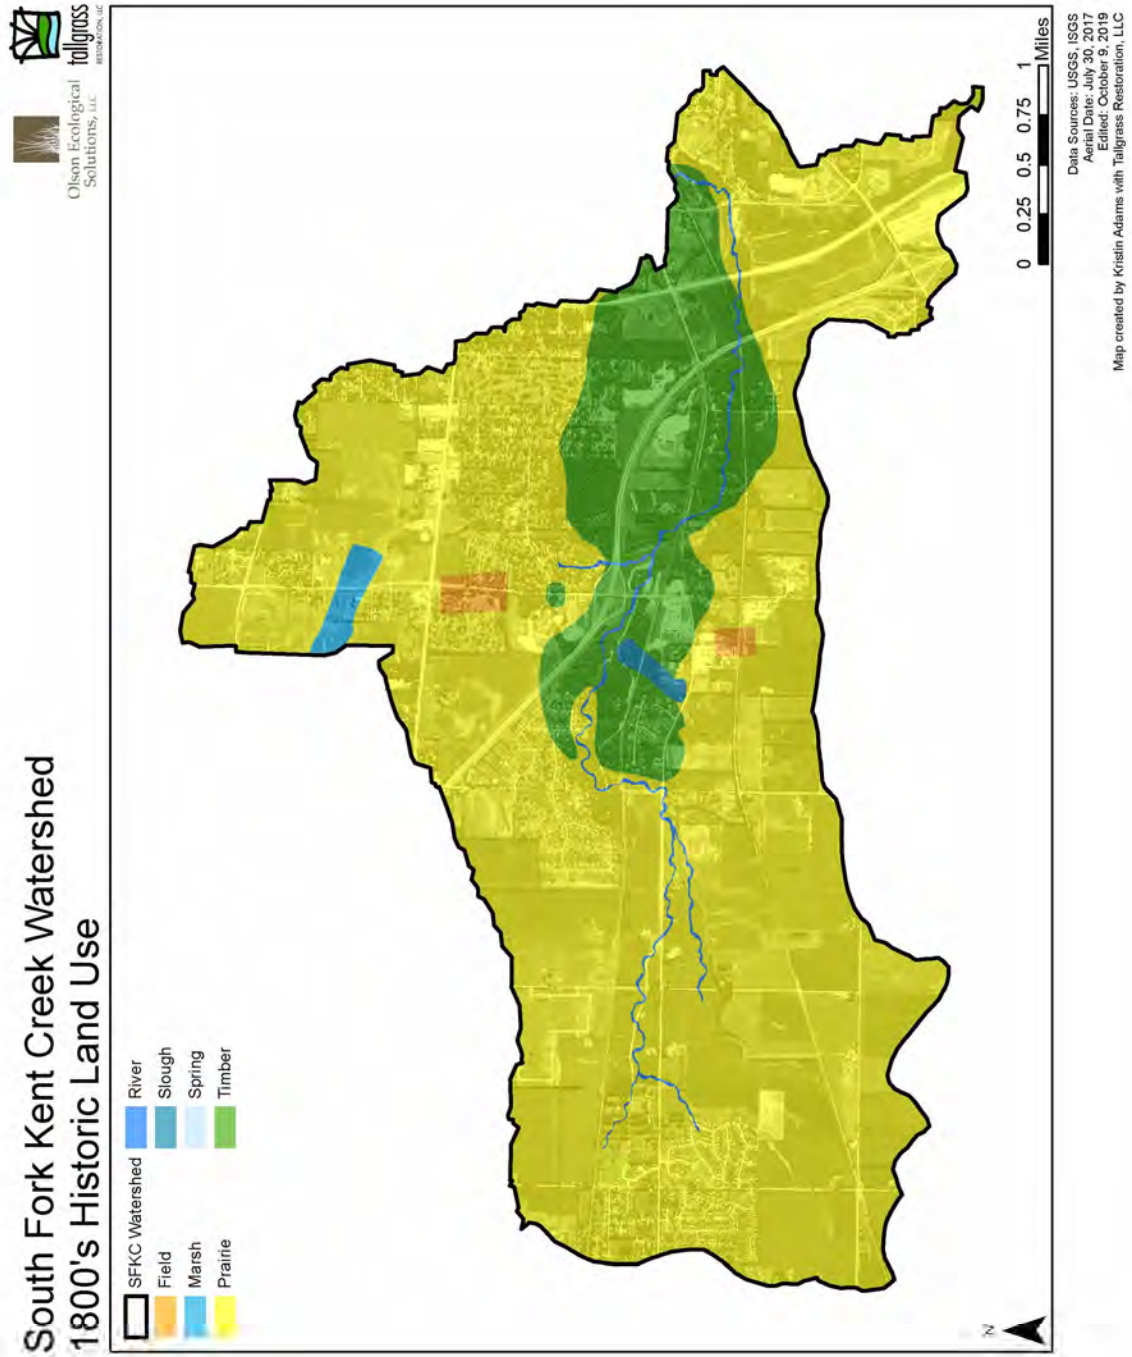 South Fork Kent Creek Watershed
1800's Historic Land Use
Olson Ecological
Solutions, LLC
tallgrass
RESTORATION, LLC
SFKC Watershed
Field
Marsh
Prairie
River
Slough
Spring
Timber
N
0 0.25 0.5 0.75 1
Miles
Data Sources: USGS, ISGS
Aerial Date: July 30, 2017
Edited: October 9, 2019
Map created by Kristin Adams with Tallgrass Restoration, LLC